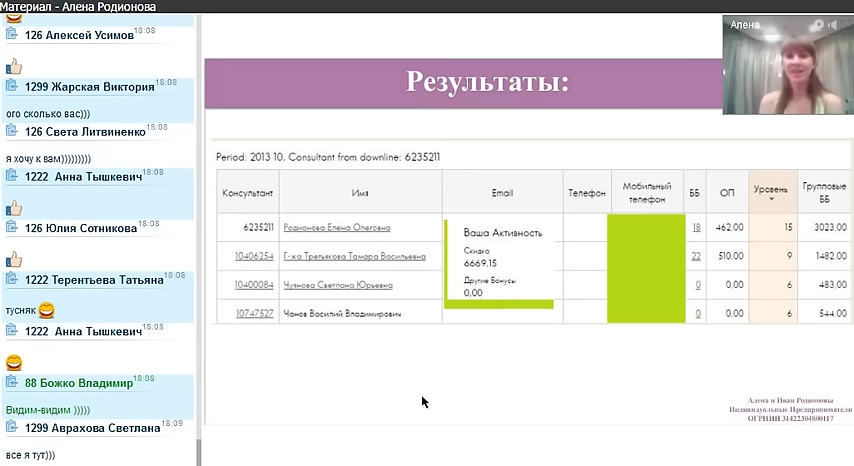 Материал - Алена Родионова
126 Алексей Усимов 18:08
1299 Жарская Виктория 18:08
ого сколько вас)))
126 Света Литвиненко 18:08
я хочу к вам)))))))))
1222 Анна Тышкевич 18:08
126 Юлия Сотникова 18:08
1222 Терентьева Татьяна 18:08
тусняк
1222 Анна Тышкевич 18:08
88 Божко Владимир 18:08
Видим-видим )))))
1299 Аврахова Светлана 18:09
все я тут)))
Алена
Результаты:
Period: 2013 10, Consultant from downline: 6235211
Консультант Имя Email Телефон Мобильный телефон ББ ОП Уровень Групповые ББ
6235211 Родионова Елена Олеговна 18 462.00 15 3023.00
10406254 Г-жа Третьякова Тамара Васильевна 22 510.00 9 1482.00
10400084 Чуянова Светлана Юрьевна 0 0.00 6 483.00
10747527 Чанов Василий Владимирович 0 0.00 6 544.00
Ваша Активность
Скидка
6669,15
Другие Бонусы
0,00
Алена и Иван Родионовы
Индивидуальные Предприниматели
ОГРНИП 31422304800117